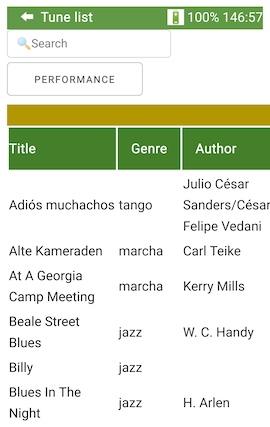 Tune list 100% 146:57
Search
PERFORMANCE
Title Genre Author
Adiós muchachos tango Julio César
Sanders/César
Felipe Vedani
Alte Kameraden marcha Carl Teike
At A Georgia
Camp Meeting marcha Kerry Mills
Beale Street
Blues jazz W. C. Handy
Billy jazz
Blues In The
Night jazz H. Arlen